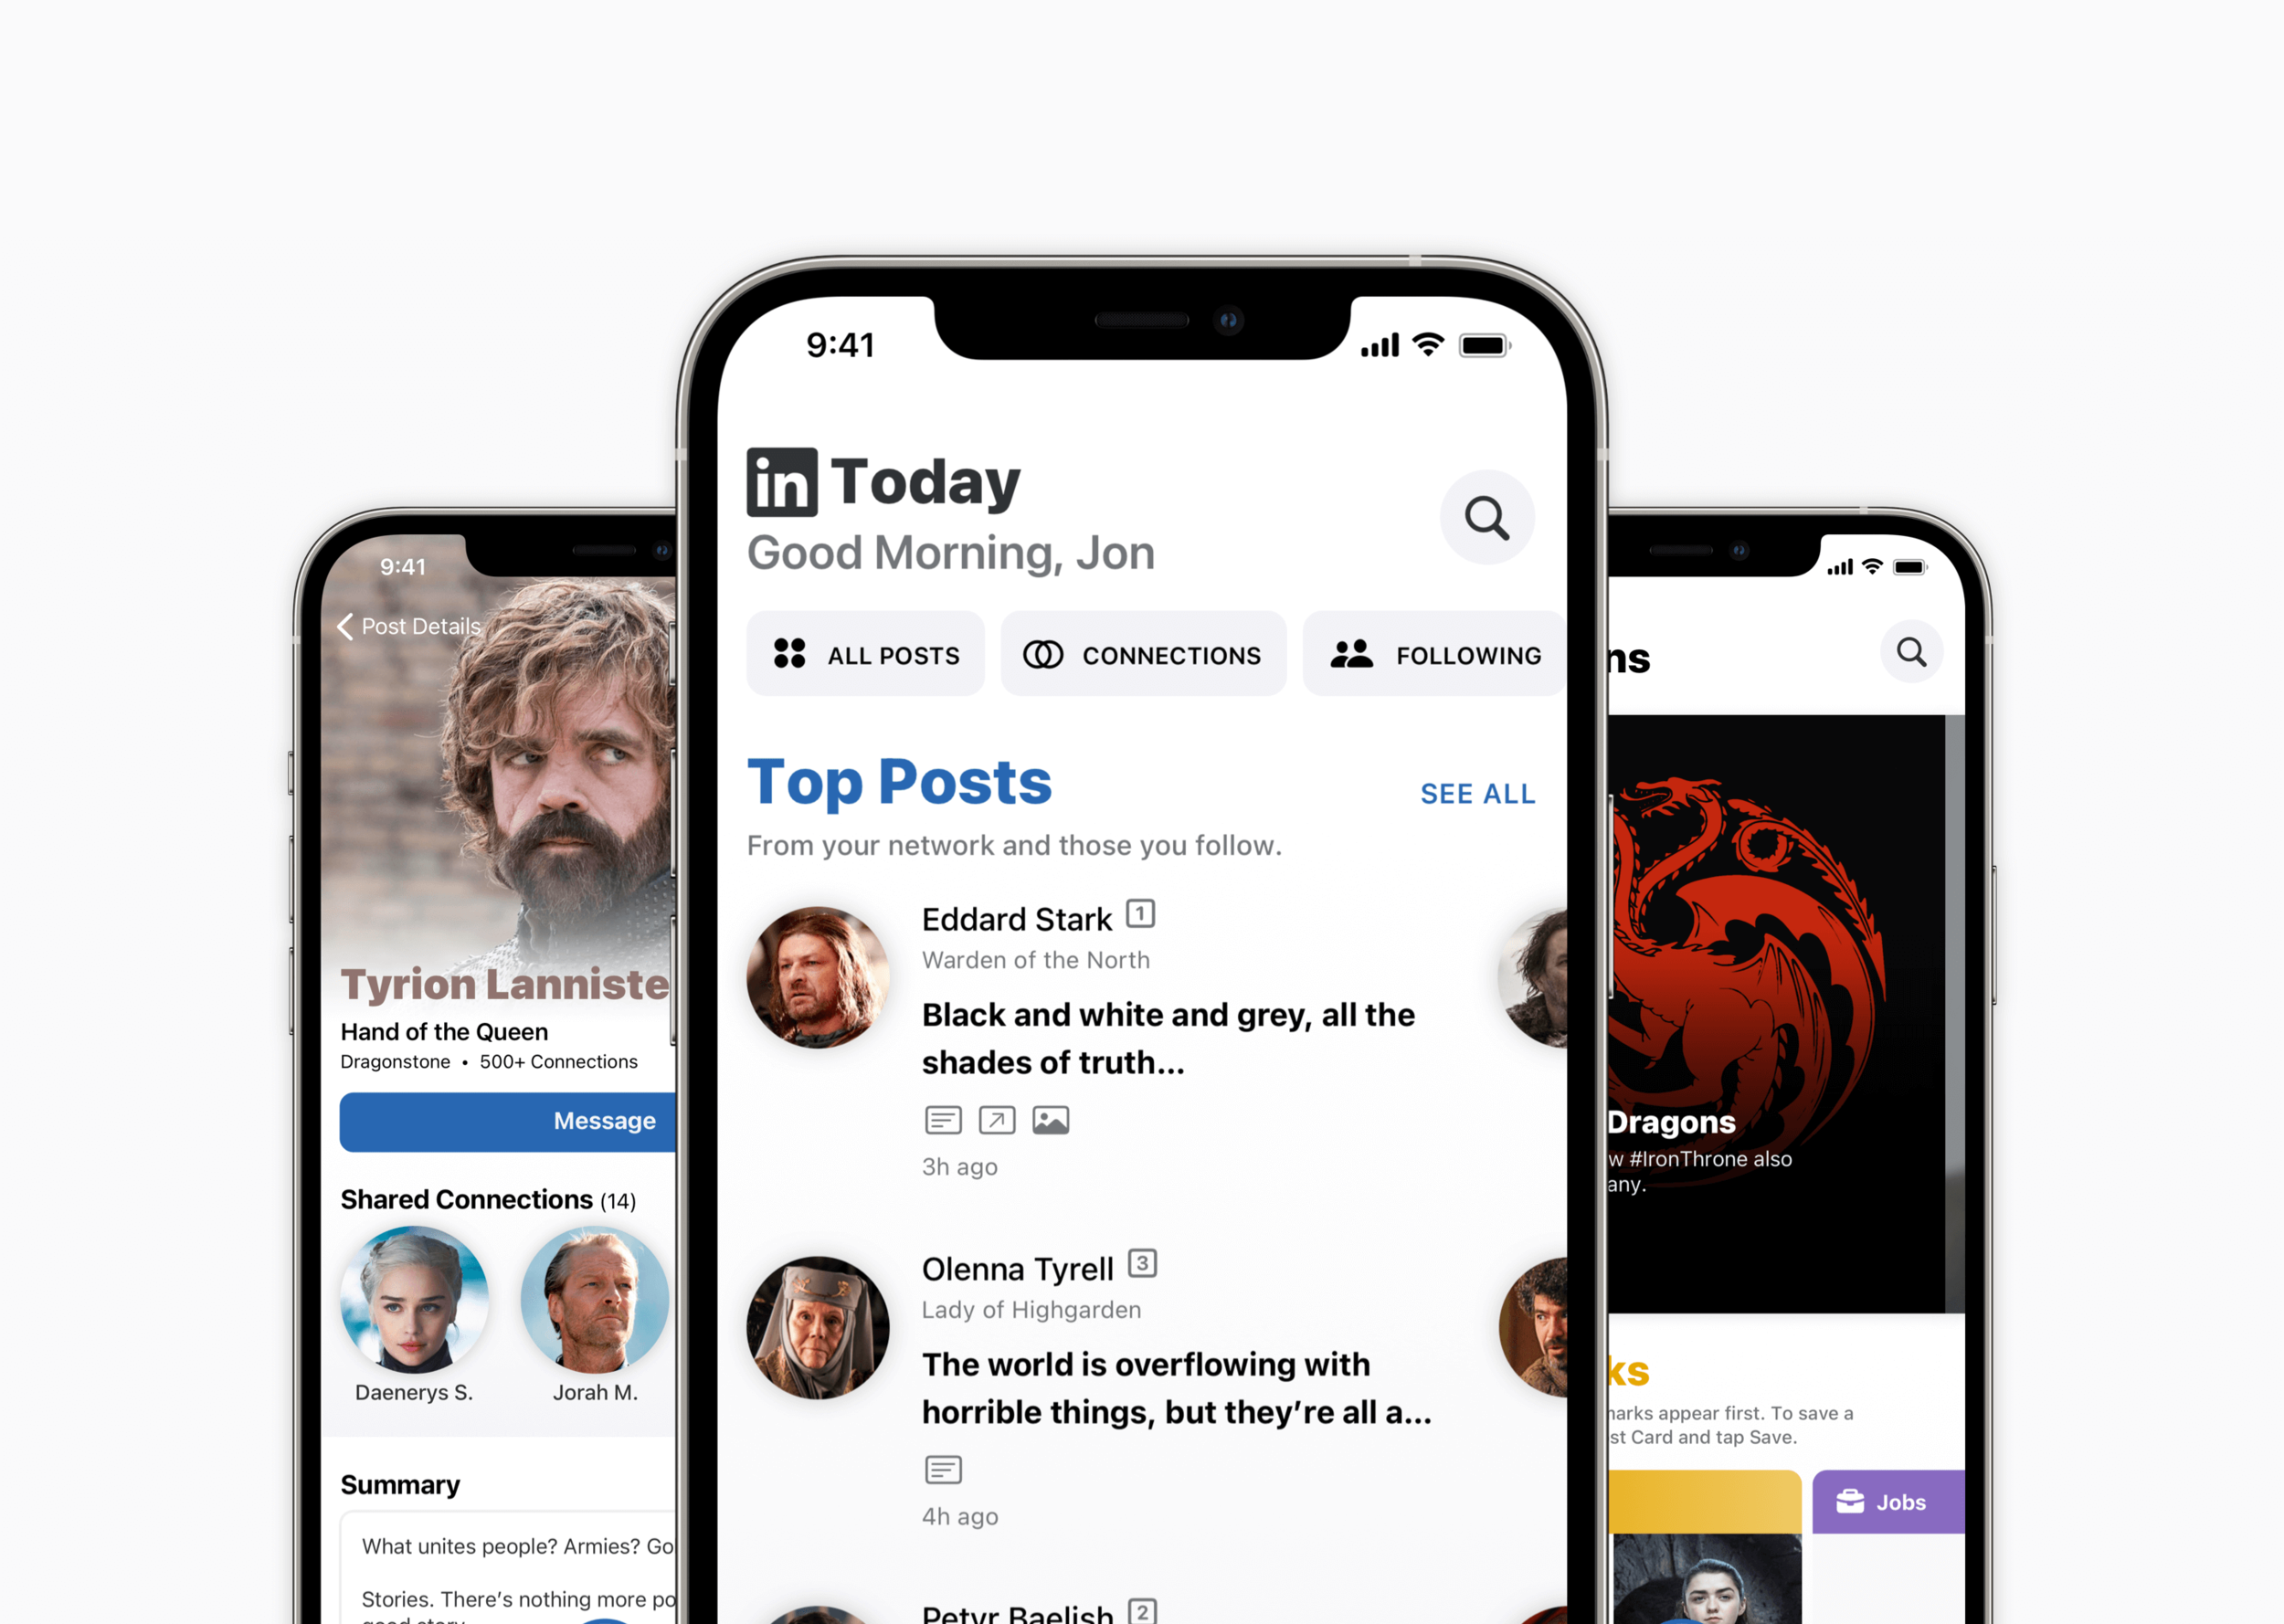 9:41
Post Details
Tyrion Lanniste
Hand of the Queen
Dragonstone • 500+ Connections
Message
Shared Connections (14)
Daenerys S.
Jorah M.
Summary
What unites people? Armies? Go
Stories. There's nothing more po
good story.
9:41
in Today
Good Morning, Jon
ALL POSTS
CONNECTIONS
FOLLOWING
Top Posts
SEE ALL
From your network and those you follow.
Eddard Stark 1
Warden of the North
Black and white and grey, all the
shades of truth...
3h ago
Olenna Tyrell 3
Lady of Highgarden
The world is overflowing with
horrible things, but they're all a...
4h ago
Petyr Baelish 2
ns
Dragons
w #IronThrone also
any.
ks
marks appear first. To save a
st Card and tap Save.
Jobs